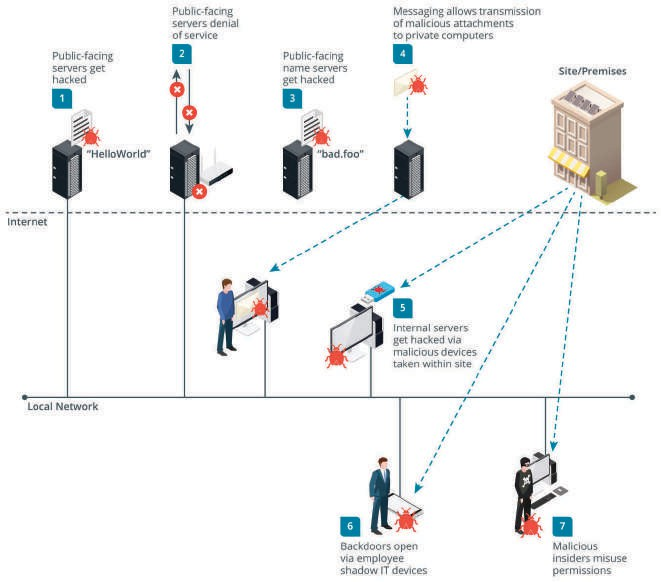 Public-facing
servers get
hacked
1
"HelloWorld"
Public-facing
servers denial
of service
2
Public-facing
name servers
get hacked
3
"bad.foo"
Messaging allows transmission
of malicious attachments
to private computers
4
Site/Premises
Internet
5
Internal servers
get hacked via
malicious devices
taken within site
Local Network
6
Backdoors open
via employee
shadow IT devices
7
Malicious
insiders misuse
permissions